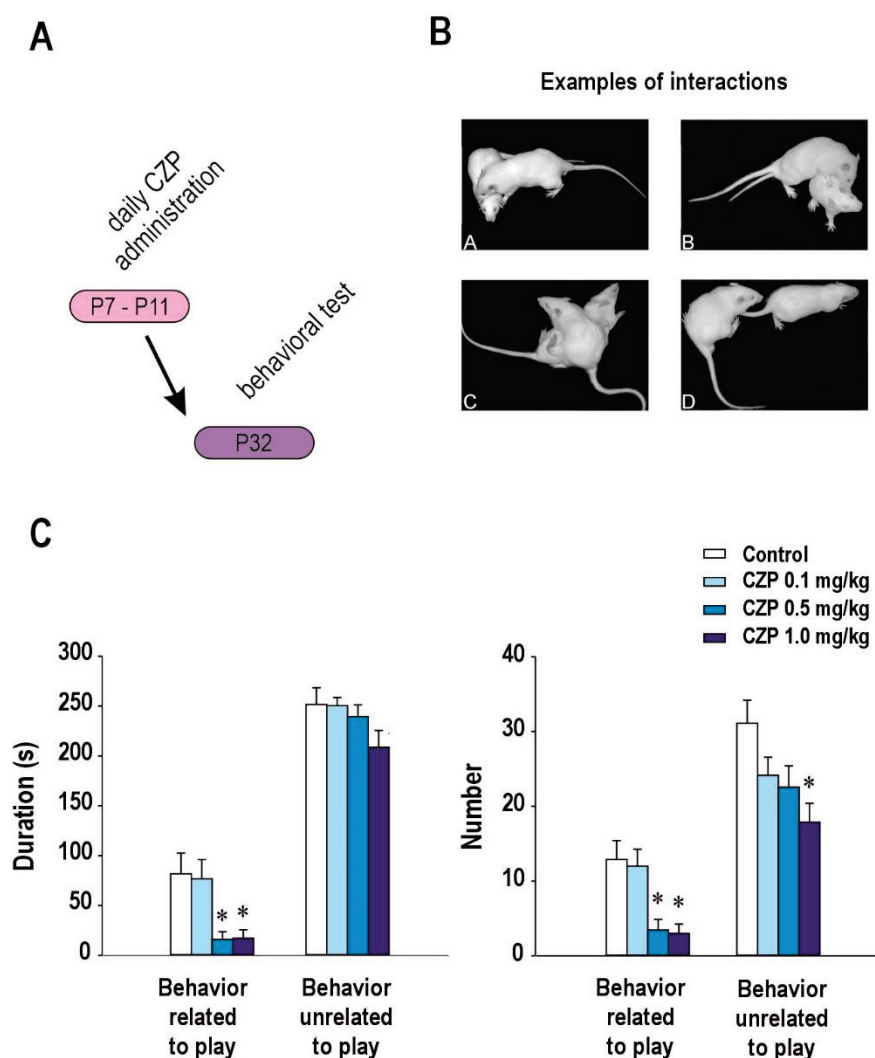 A
daily CZP
administration
P7 - P11
behavioral test
P32
B
Examples of interactions
A
B
C
D
C
Control
CZP 0.1 mg/kg
CZP 0.5 mg/kg
CZP 1.0 mg/kg
Duration (s)
300
250
200
150
100
50
0
* *
Behavior
related
to play
Behavior
unrelated
to play
Number
40
30
20
10
0
* *
*
Behavior
related
to play
Behavior
unrelated
to play